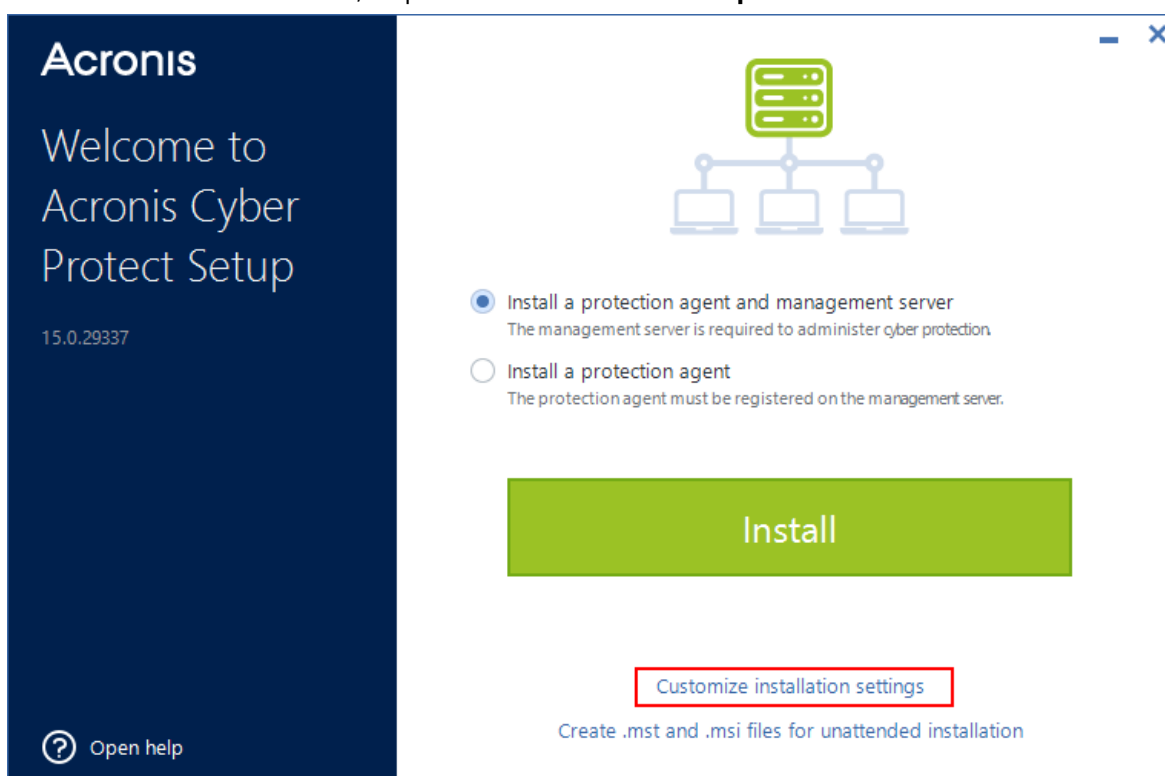 Acronis
Welcome to
Acronis Cyber
Protect Setup
15.0.29337
Install a protection agent and management server
The management server is required to administer cyber protection.
Install a protection agent
The protection agent must be registered on the management server.
Install
Customize installation settings
Create .mst and .msi files for unattended installation
? Open help